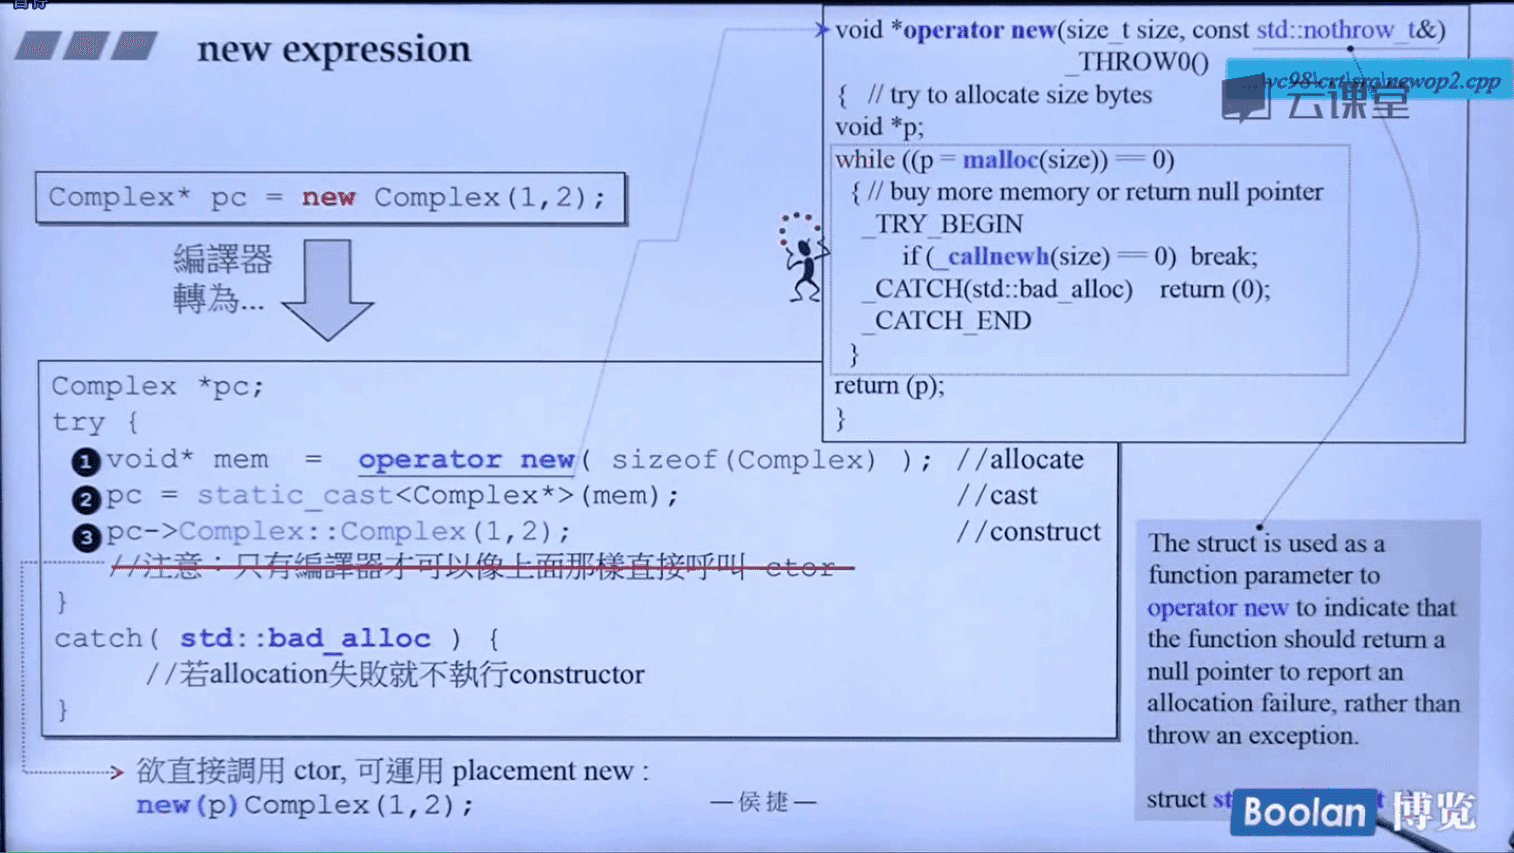 暫停
new expression
Complex* pc = new Complex(1,2);
編譯器
轉為...
Complex *pc;
try {
1 void* mem = operator new( sizeof(Complex) ); //allocate
2 pc = static_cast<Complex*>(mem); //cast
3 pc->Complex::Complex(1,2); //construct
//注意：只有編譯器才可以像上面那樣直接呼叫 ctor
}
catch( std::bad_alloc ) {
//若allocation失敗就不執行constructor
}
欲直接調用 ctor, 可運用 placement new :
new(p)Complex(1,2);
—侯捷—
void *operator new(size_t size, const std::nothrow_t&)
_THROW0()
...\vc98\crt\src\newop2.cpp
云课堂
{ // try to allocate size bytes
void *p;
while ((p = malloc(size)) == 0)
{ // buy more memory or return null pointer
_TRY_BEGIN
if (_callnewh(size) == 0) break;
_CATCH(std::bad_alloc) return (0);
_CATCH_END
}
return (p);
}
The struct is used as a
function parameter to
operator new to indicate that
the function should return a
null pointer to report an
allocation failure, rather than
throw an exception.
struct
Boolan 博览